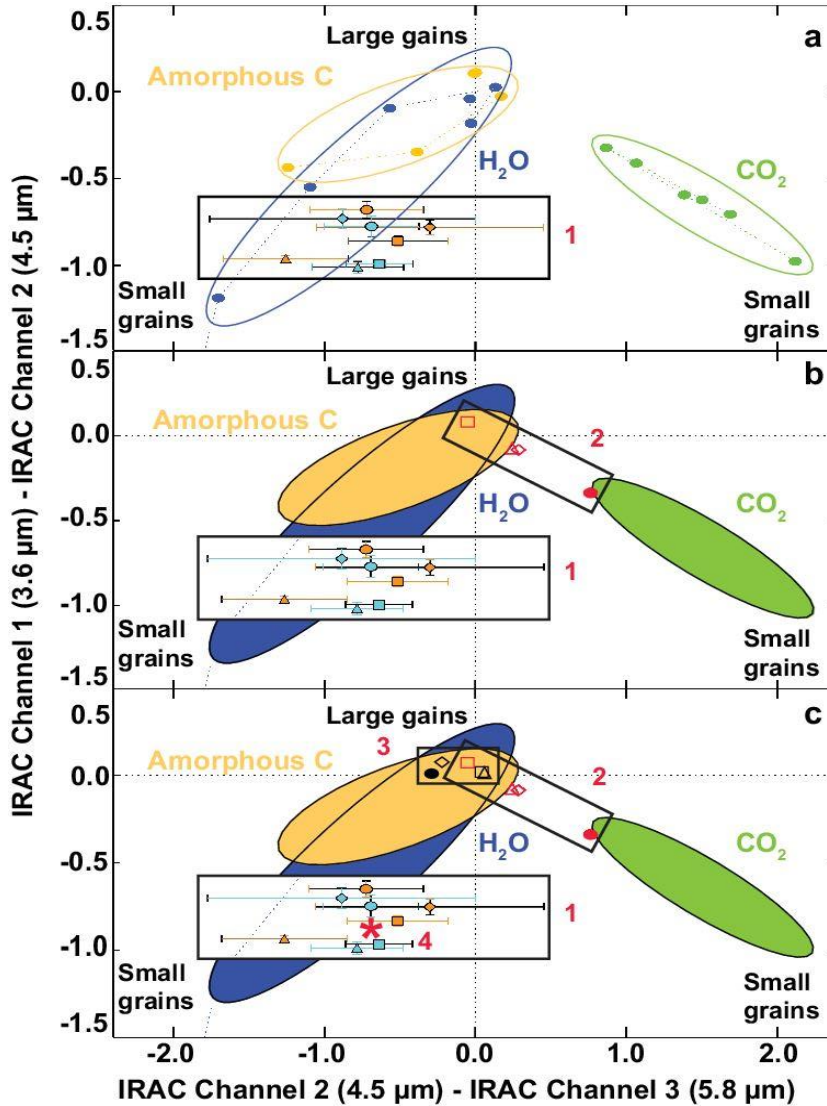 IRAC Channel 1 (3.6 µm) - IRAC Channel 2 (4.5 µm)
0.5
Large gains
a
Amorphous C
0.0
H₂O
CO₂
-0.5
1
-1.0
Small
grains
Small
grains
-1.5
0.5
Large gains
b
Amorphous C
0.0
2
H₂O
CO₂
-0.5
1
-1.0
Small
grains
Small
grains
-1.5
0.5
Large gains
c
3
Amorphous C
0.0
2
H₂O
CO₂
-0.5
1
*
4
-1.0
Small
grains
Small
grains
-1.5
-2.0 -1.0 0.0 1.0 2.0
IRAC Channel 2 (4.5 µm) - IRAC Channel 3 (5.8 µm)